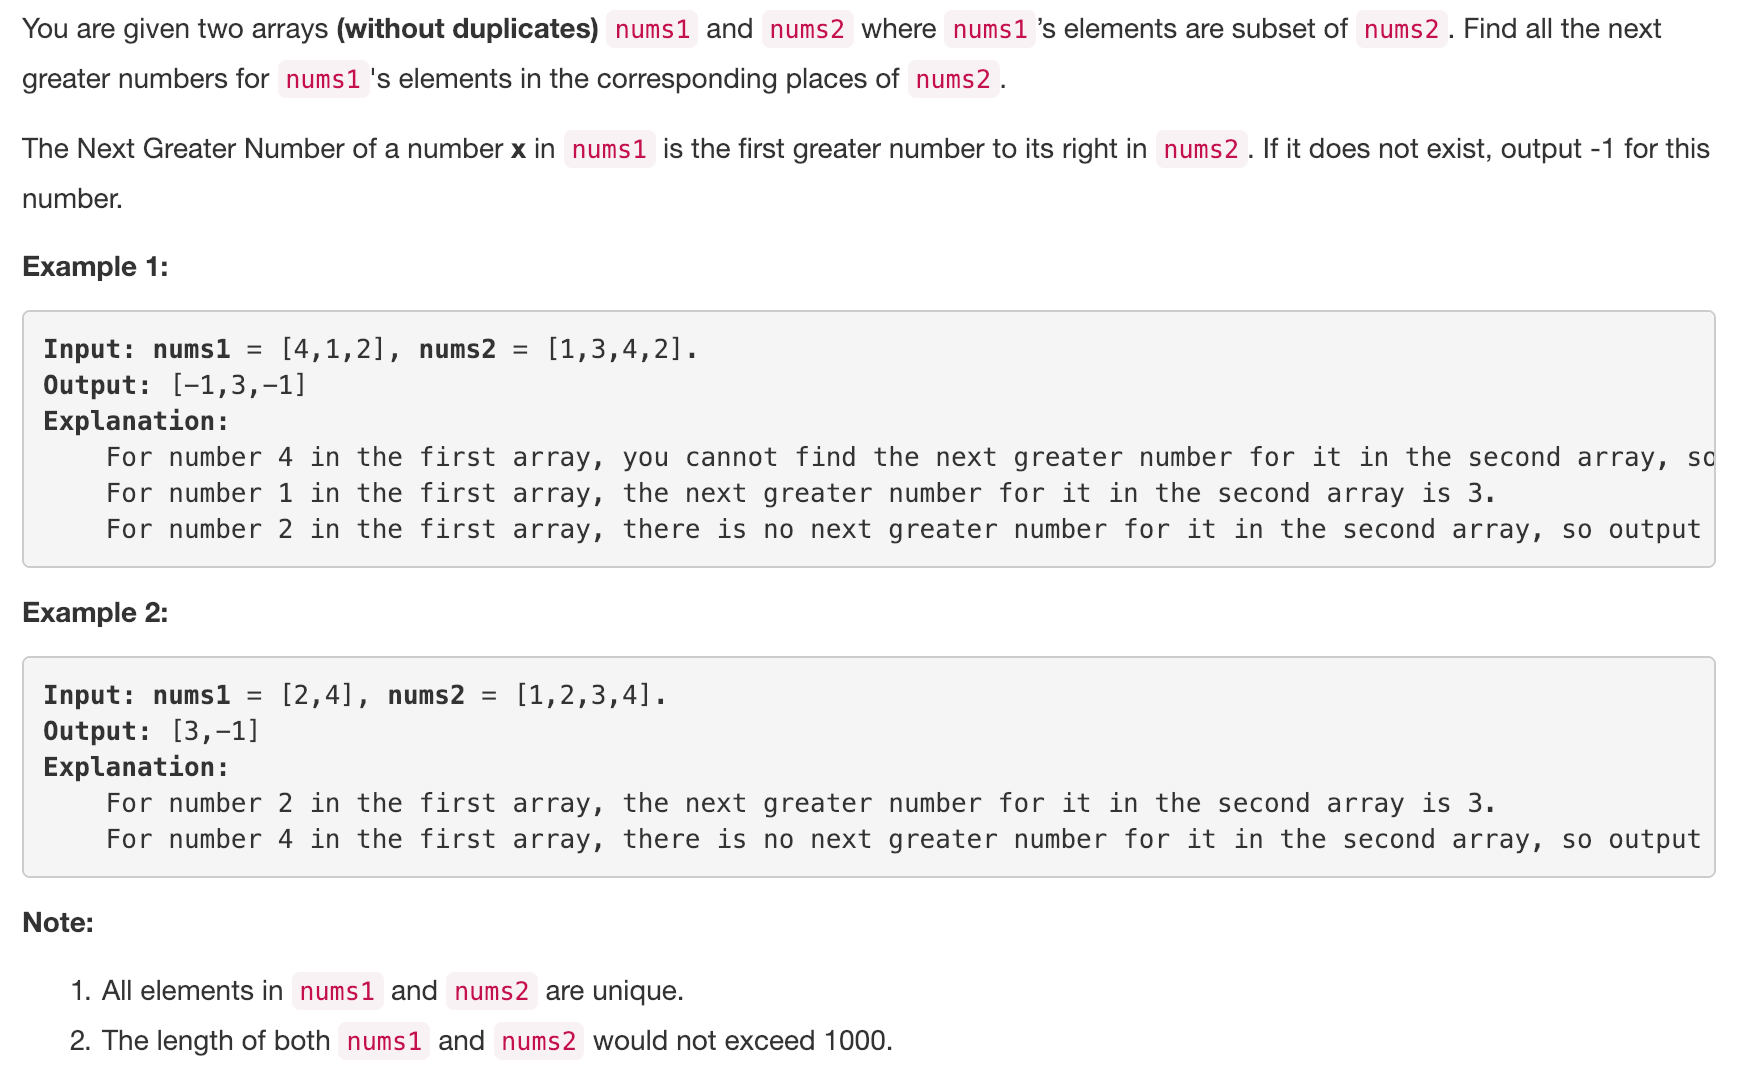 You are given two arrays (without duplicates) nums1 and nums2 where nums1’s elements are subset of nums2. Find all the next
greater numbers for nums1's elements in the corresponding places of nums2.
The Next Greater Number of a number x in nums1 is the first greater number to its right in nums2. If it does not exist, output -1 for this
number.
Example 1:
Input: nums1 = [4,1,2], nums2 = [1,3,4,2].
Output: [-1,3,-1]
Explanation:
For number 4 in the first array, you cannot find the next greater number for it in the second array, so
For number 1 in the first array, the next greater number for it in the second array is 3.
For number 2 in the first array, there is no next greater number for it in the second array, so output
Example 2:
Input: nums1 = [2,4], nums2 = [1,2,3,4].
Output: [3,-1]
Explanation:
For number 2 in the first array, the next greater number for it in the second array is 3.
For number 4 in the first array, there is no next greater number for it in the second array, so output
Note:
1. All elements in nums1 and nums2 are unique.
2. The length of both nums1 and nums2 would not exceed 1000.